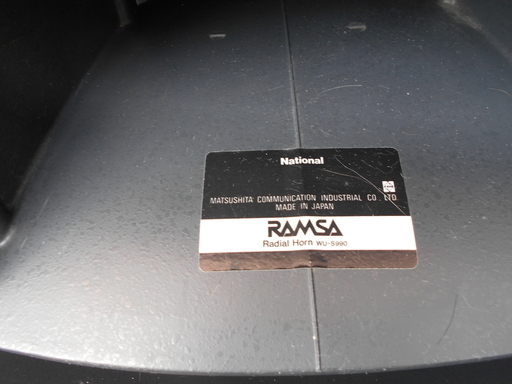 National
MATSUSHITA COMMUNICATION INDUSTRIAL CO., LTD.
MADE IN JAPAN
RAMSA
Radial Horn WU-S990